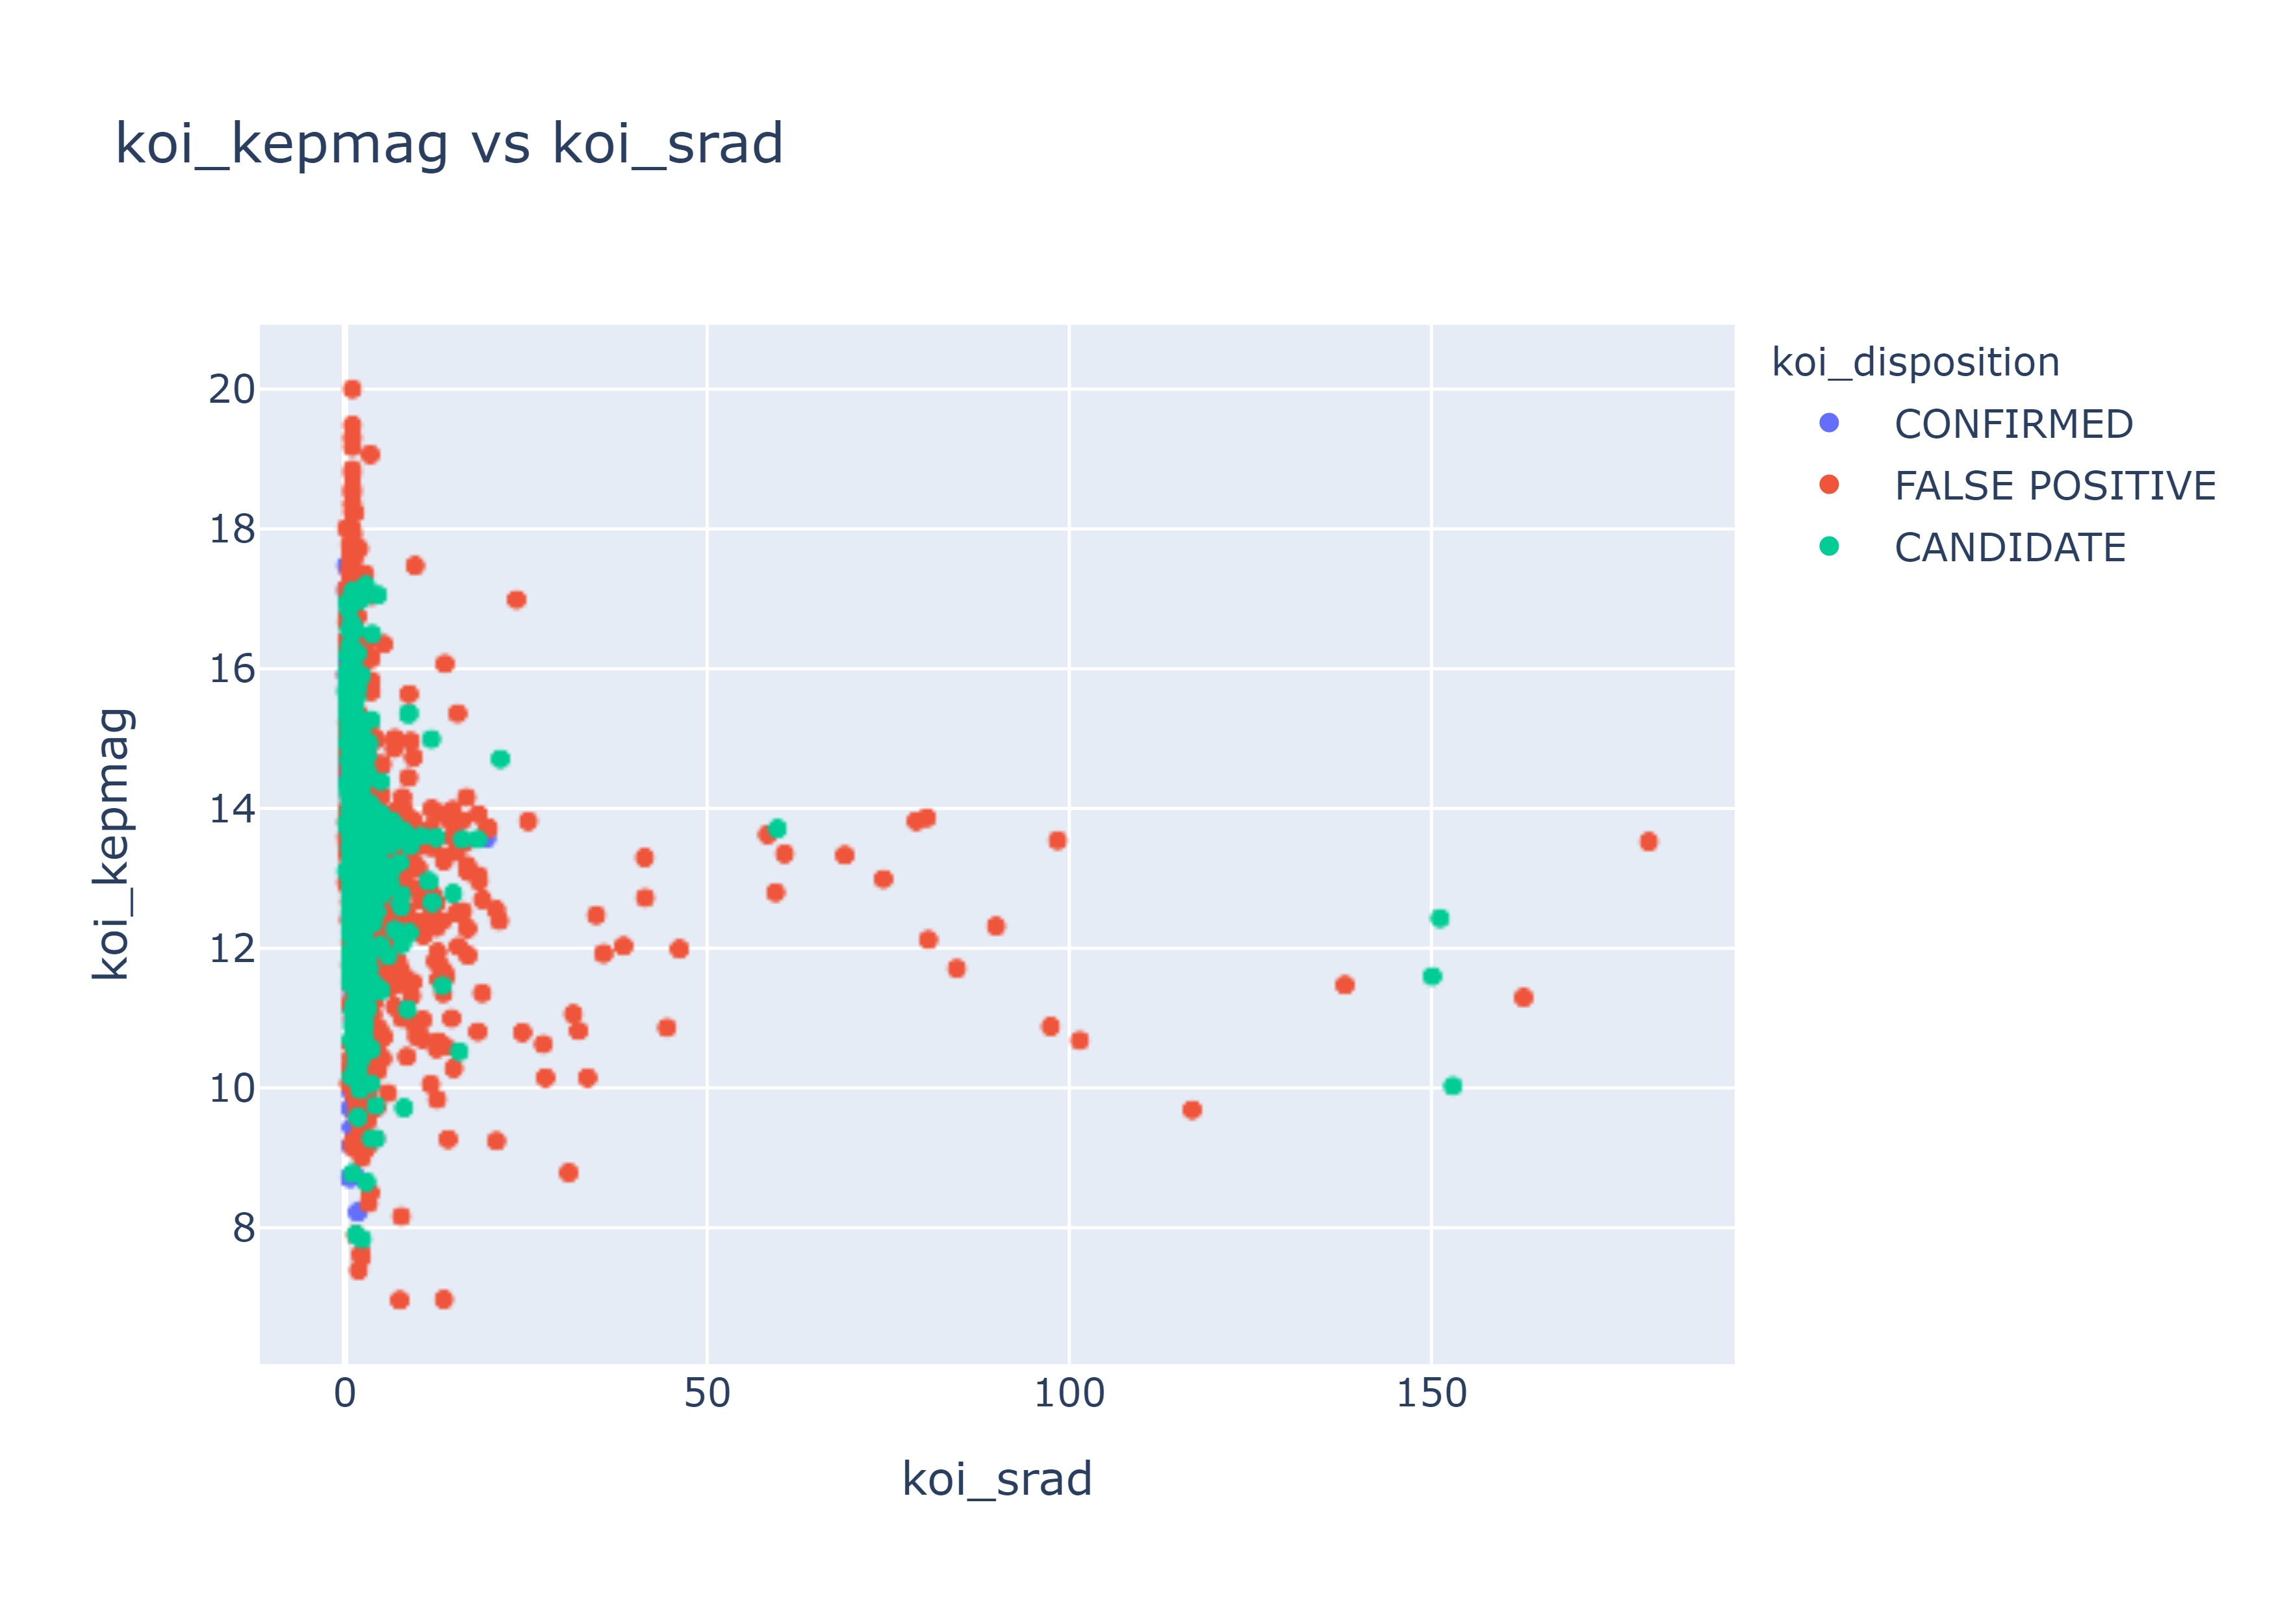 koi_kepmag vs koi_srad
koi_disposition
CONFIRMED
FALSE POSITIVE
CANDIDATE
koi_kepmag
20
18
16
14
12
10
8
0 50 100 150
koi_srad